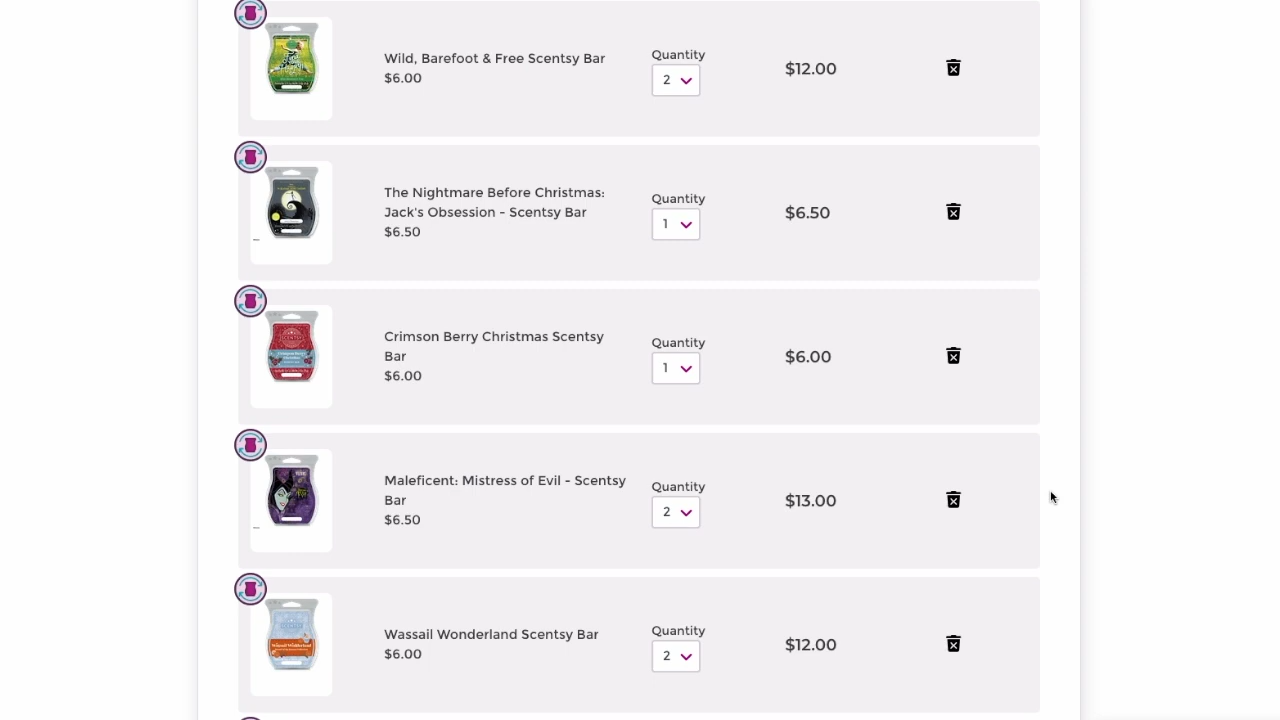 Wild, Barefoot & Free Scentsy Bar
$6.00
Quantity
2
$12.00
The Nightmare Before Christmas:
Jack's Obsession - Scentsy Bar
$6.50
Quantity
1
$6.50
Crimson Berry Christmas Scentsy
Bar
$6.00
Quantity
1
$6.00
Maleficent: Mistress of Evil - Scentsy
Bar
$6.50
Quantity
2
$13.00
Wassail Wonderland Scentsy Bar
$6.00
Quantity
2
$12.00